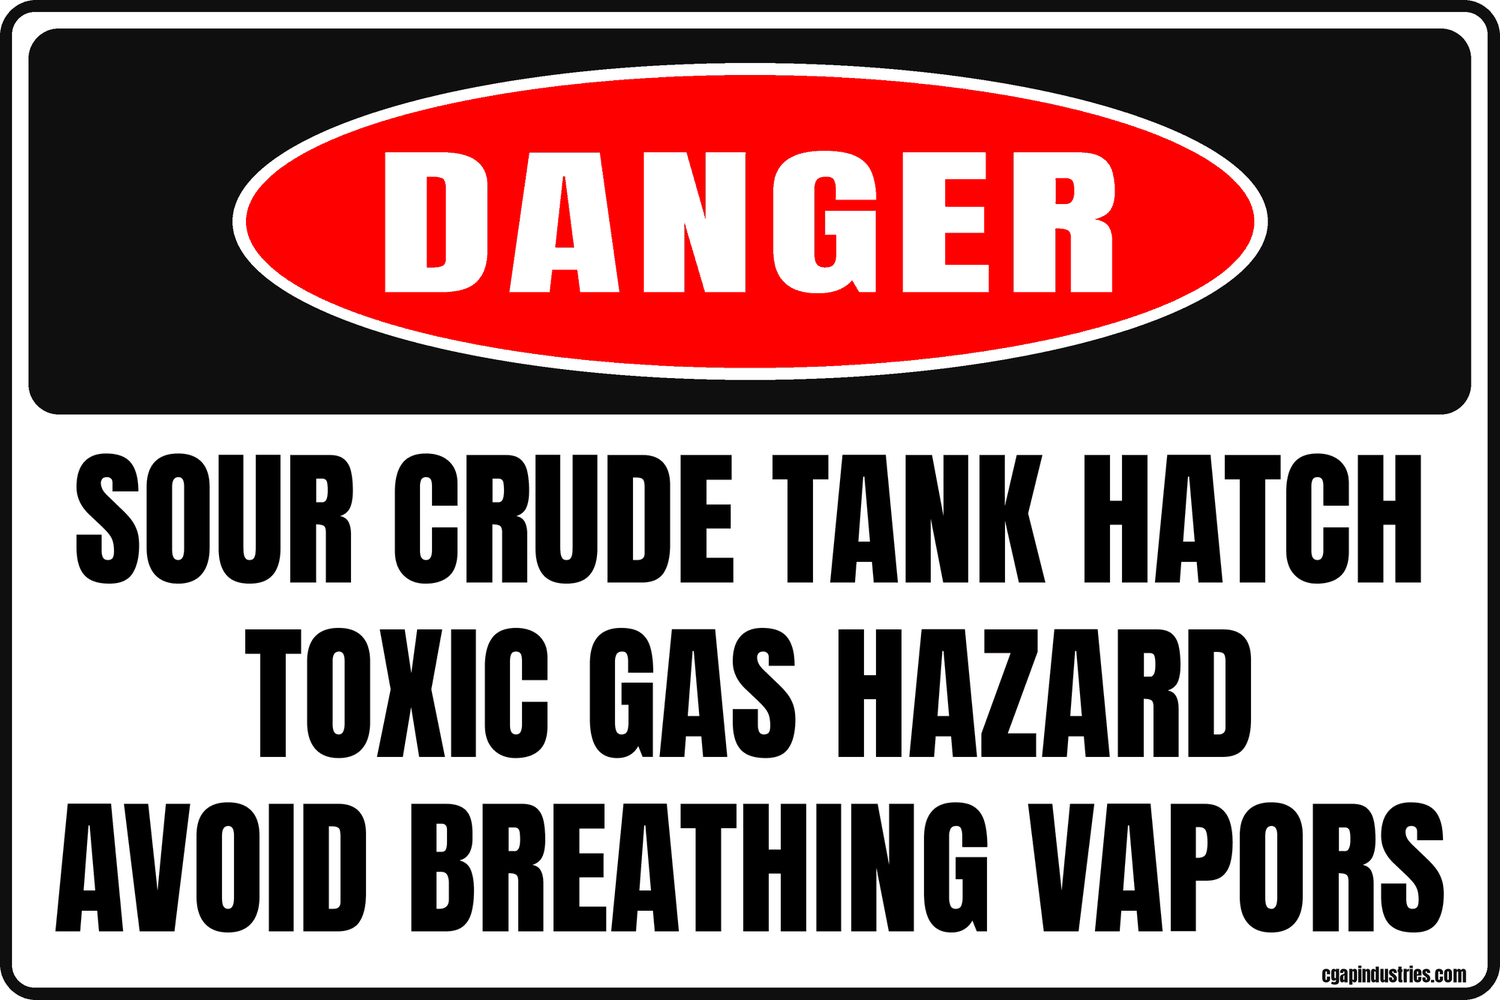 DANGER
SOUR CRUDE TANK HATCH
TOXIC GAS HAZARD
AVOID BREATHING VAPORS
cgapindustries.com